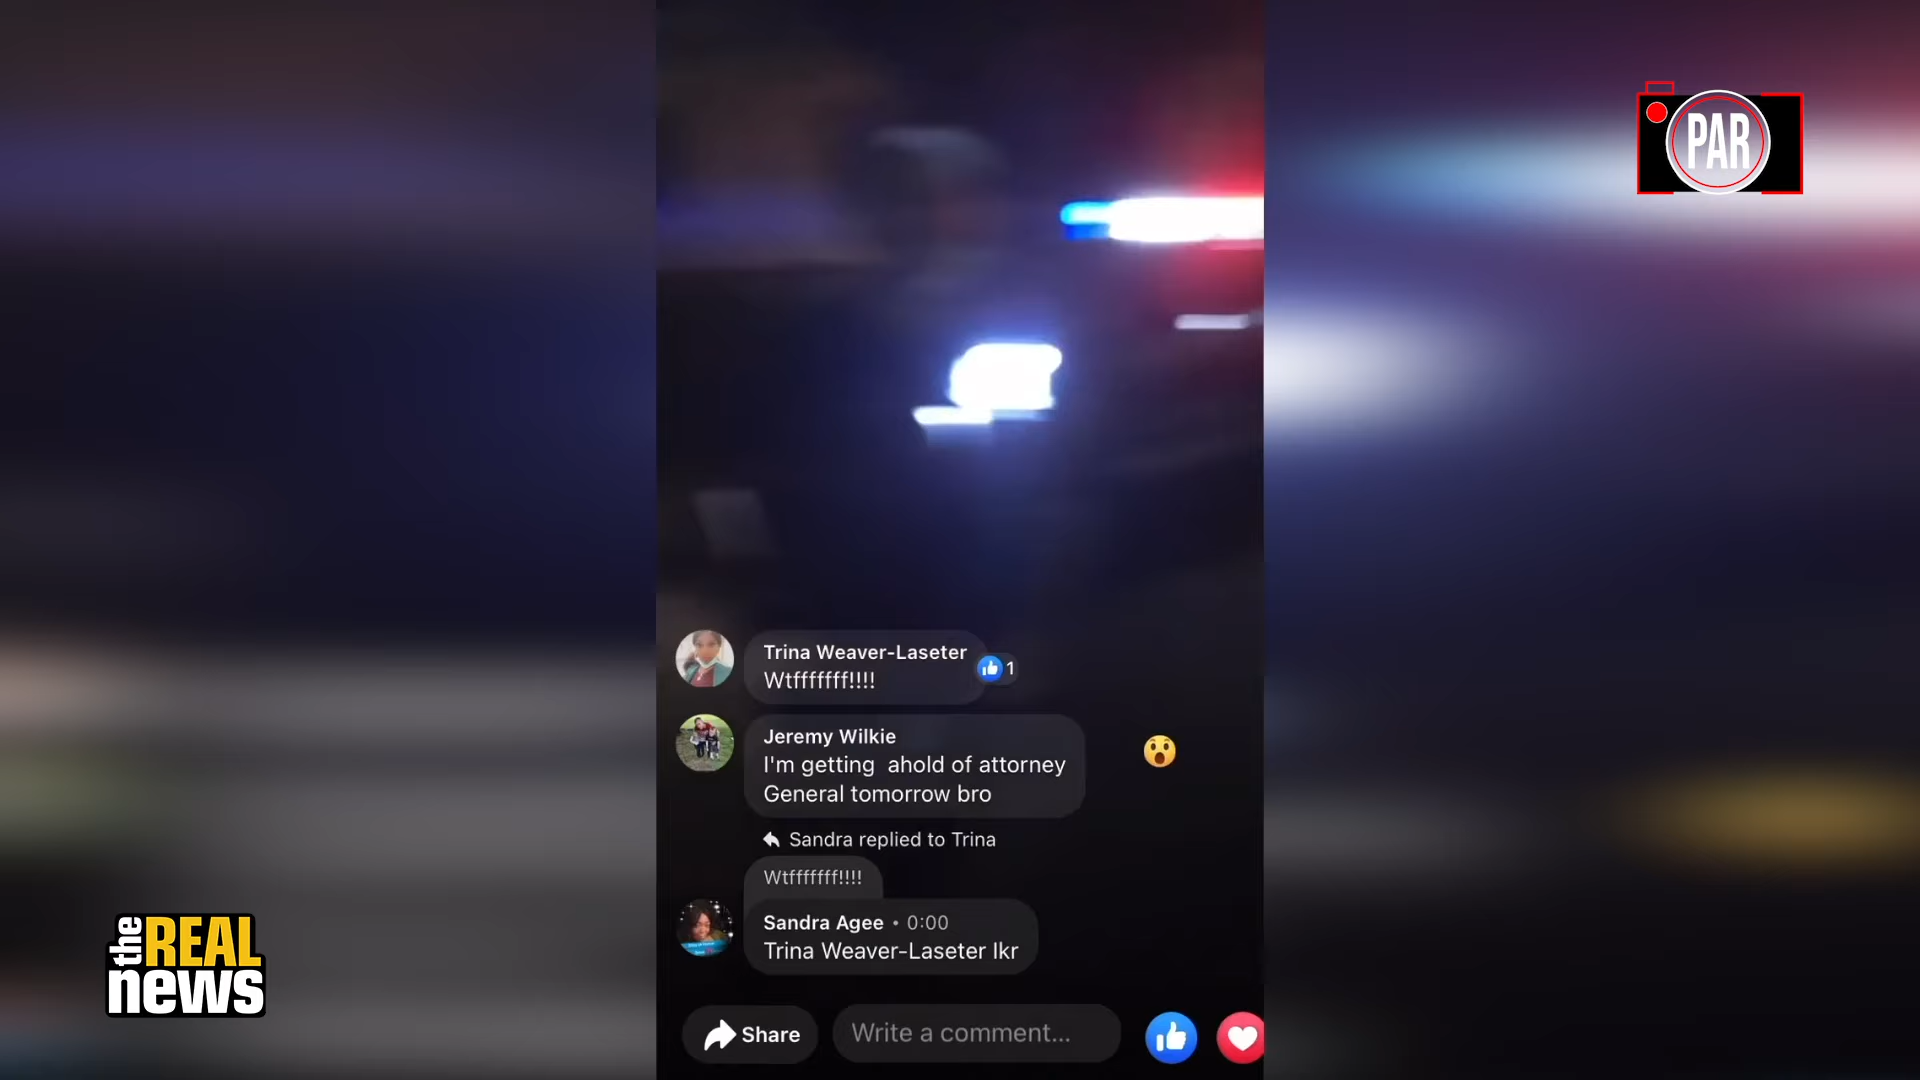 PAR
Trina Weaver-Laseter
Wtfffffff!!!!
1
Jeremy Wilkie
I'm getting  ahold of attorney
General tomorrow bro
Sandra replied to Trina
Wtfffffff!!!!
Sandra Agee • 0:00
Trina Weaver-Laseter Ikr
Share
Write a comment...
the REAL
news